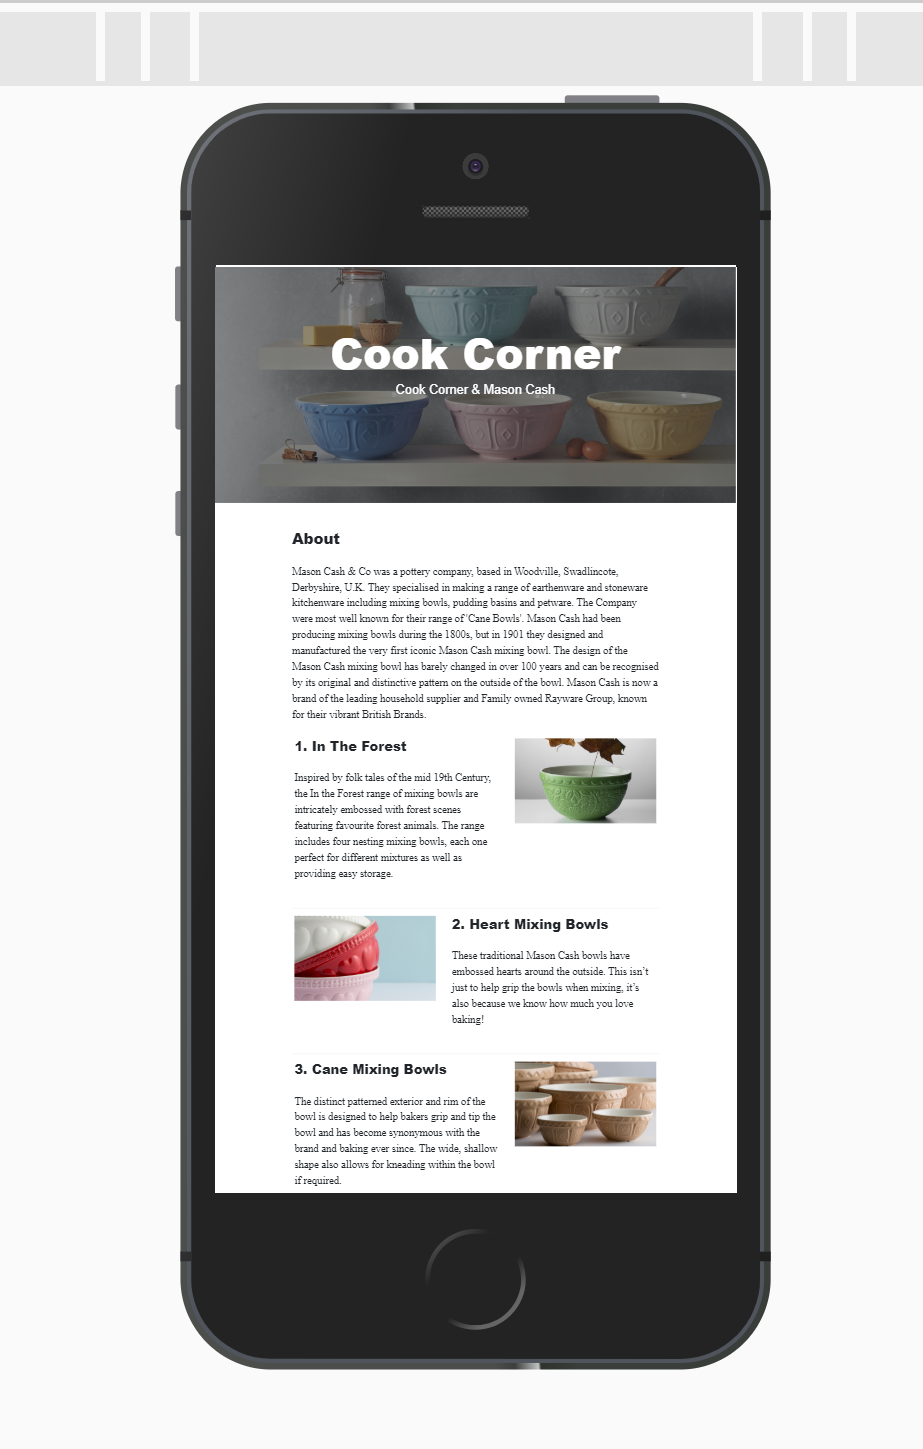 Cook Corner
Cook Corner & Mason Cash
About
Mason Cash & Co was a pottery company, based in Woodville, Swadlincote,
Derbyshire, U.K. They specialised in making a range of earthenware and stoneware
kitchenware including mixing bowls, pudding basins and petware. The Company
were most well known for their range of 'Cane Bowls'. Mason Cash had been
producing mixing bowls during the 1800s, but in 1901 they designed and
manufactured the very first iconic Mason Cash mixing bowl. The design of the
Mason Cash mixing bowl has barely changed in over 100 years and can be recognised
by its original and distinctive pattern on the outside of the bowl. Mason Cash is now a
brand of the leading household supplier and Family owned Rayware Group, known
for their vibrant British Brands.
1. In The Forest
Inspired by folk tales of the mid 19th Century,
the In the Forest range of mixing bowls are
intricately embossed with forest scenes
featuring favourite forest animals. The range
includes four nesting mixing bowls, each one
perfect for different mixtures as well as
providing easy storage.
2. Heart Mixing Bowls
These traditional Mason Cash bowls have
embossed hearts around the outside. This isn’t
just to help grip the bowls when mixing, it’s
also because we know how much you love
baking!
3. Cane Mixing Bowls
The distinct patterned exterior and rim of the
bowl is designed to help bakers grip and tip the
bowl and has become synonymous with the
brand and baking ever since. The wide, shallow
shape also allows for kneading within the bowl
if required.